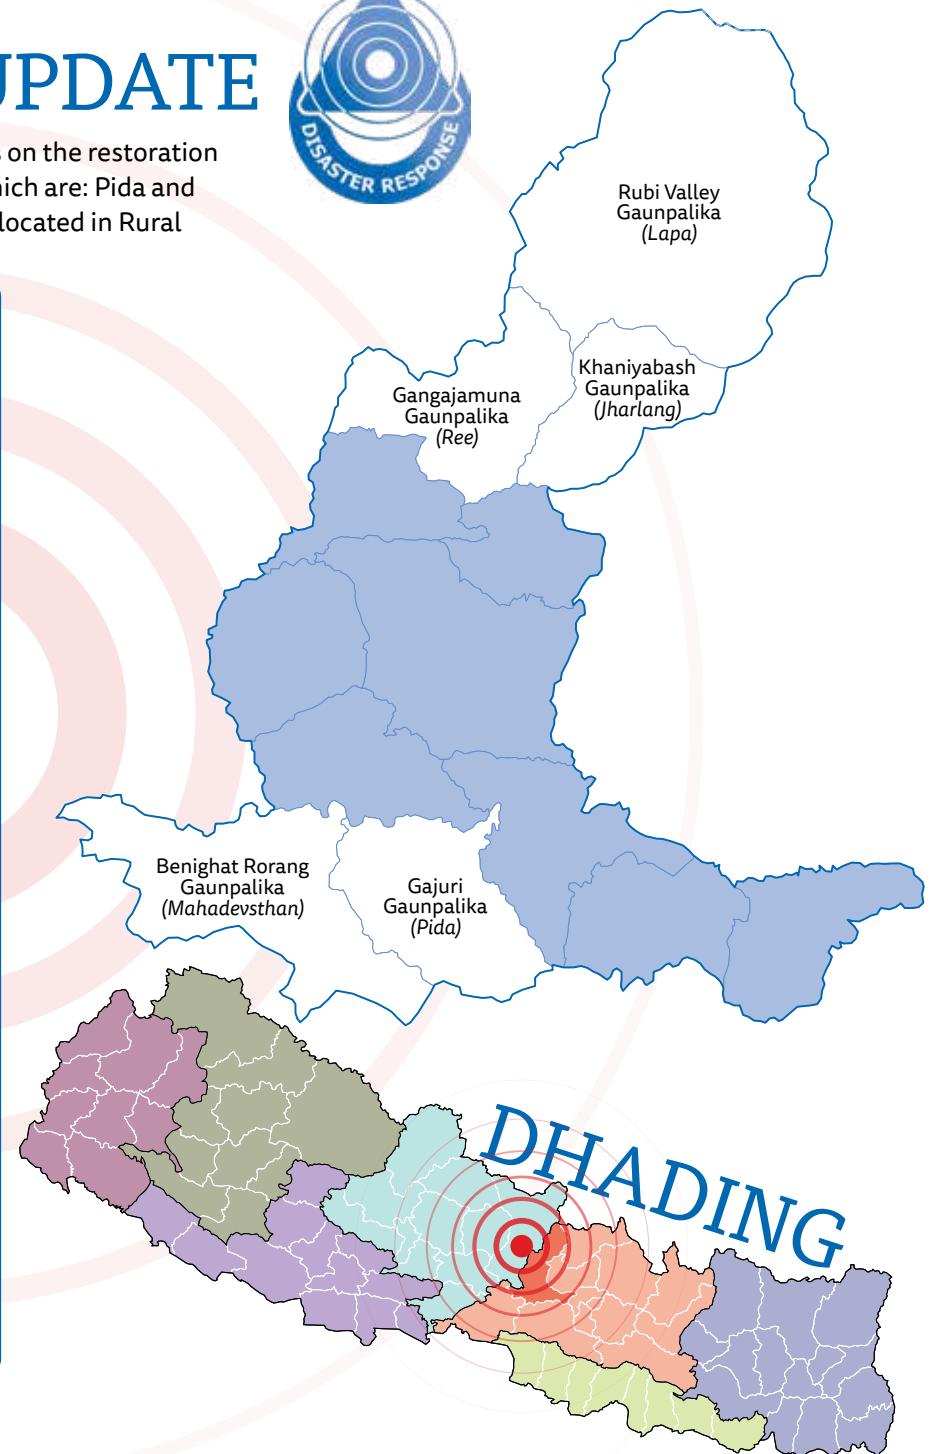 UPDATE
DISASTER RESPONSE
on the restoration
hich are: Pida and
located in Rural
Rubi Valley
Gaunpalika
(Lapa)
Khaniyabash
Gaunpalika
(Jharlang)
Gangajamuna
Gaunpalika
(Ree)
Benighat Rorang
Gaunpalika
(Mahadevsthan)
Gajuri
Gaunpalika
(Pida)
DHADING